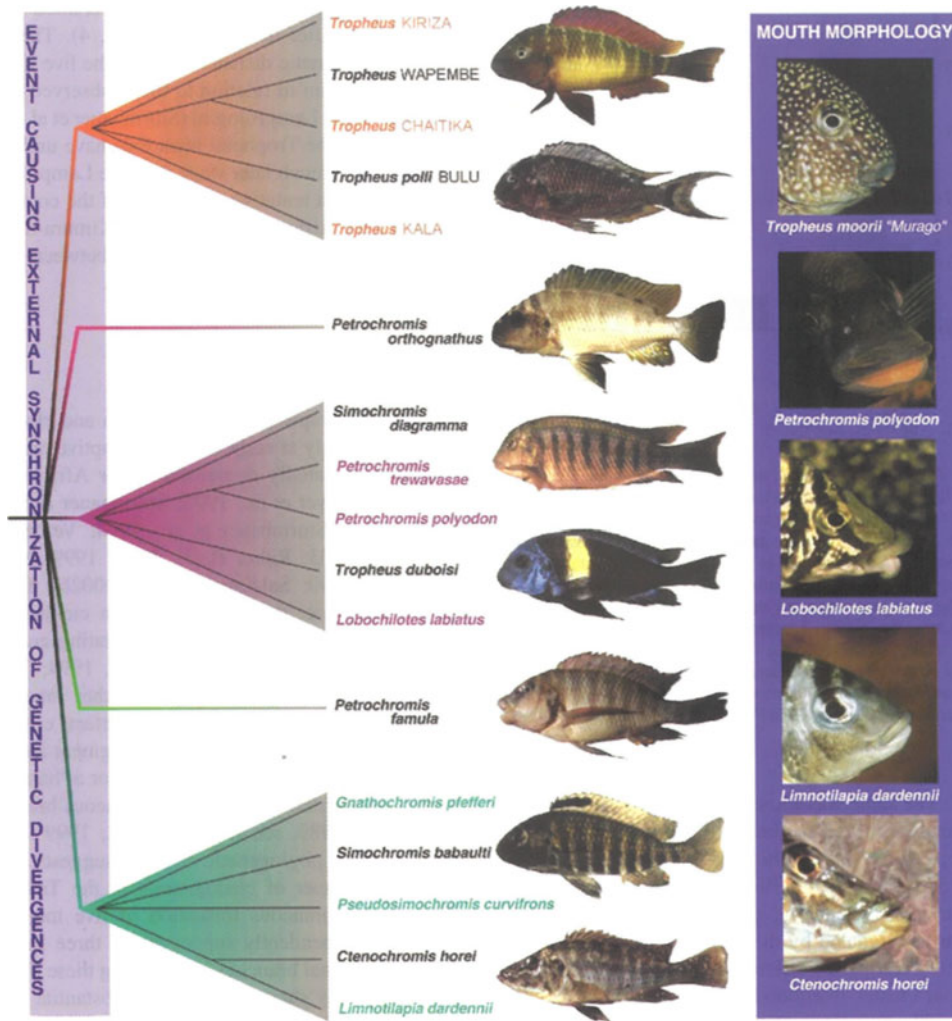 EVENT CAUSING EXTERNAL SYNCHRONIZATION OF GENETIC DIVERGENCES
Tropheus KIRIZA
Tropheus WAPEMBE
Tropheus CHAITIKA
Tropheus polli BULU
Tropheus KALA
Petrochromis
orthognathus
Simochromis
diagramma
Petrochromis
trewavasae
Petrochromis polyodon
Tropheus duboisi
Lobochilotes labiatus
Petrochromis
famula
Gnathochromis pfefferi
Simochromis babaulti
Pseudosimochromis curvifrons
Ctenochromis horei
Limnotilapia dardennii
MOUTH MORPHOLOGY
Tropheus moorii "Murago"
Petrochromis polyodon
Lobochilotes labiatus
Limnotilapia dardennii
Ctenochromis horei